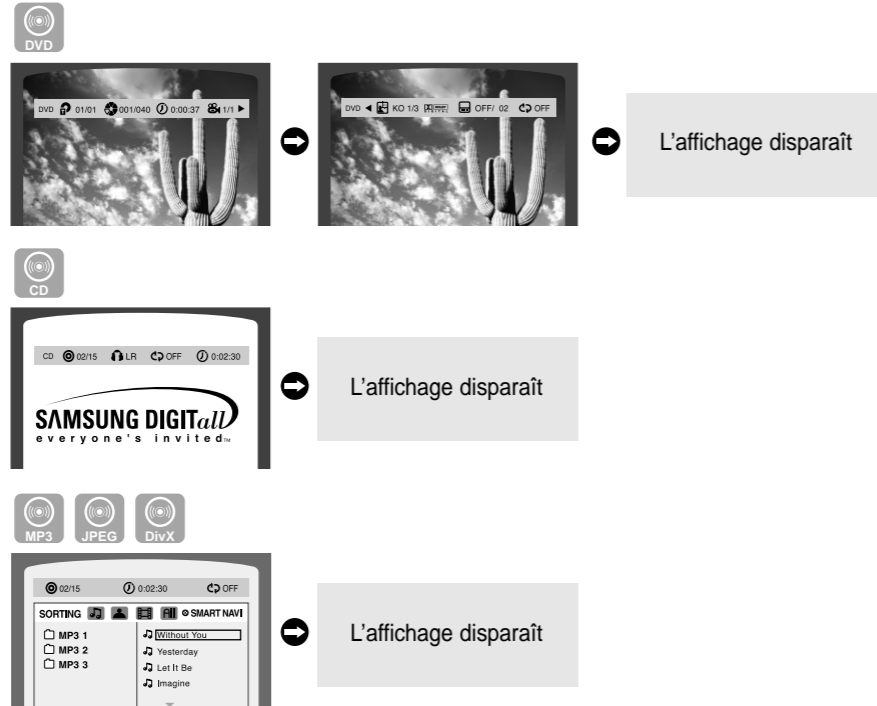 DVD
DVD 01/01 001/040 0:00:37 1/1
DVD KO 1/3 OFF/ 02 OFF
L'affichage disparaît
CD
CD 02/15 LR OFF 0:02:30
SAMSUNG DIGITall
everyone's invited™
L'affichage disparaît
MP3 JPEG DivX
02/15 0:02:30 OFF
SORTING All SMART NAVI
MP3 1
MP3 2
MP3 3
Without You
Yesterday
Let It Be
Imagine
L'affichage disparaît